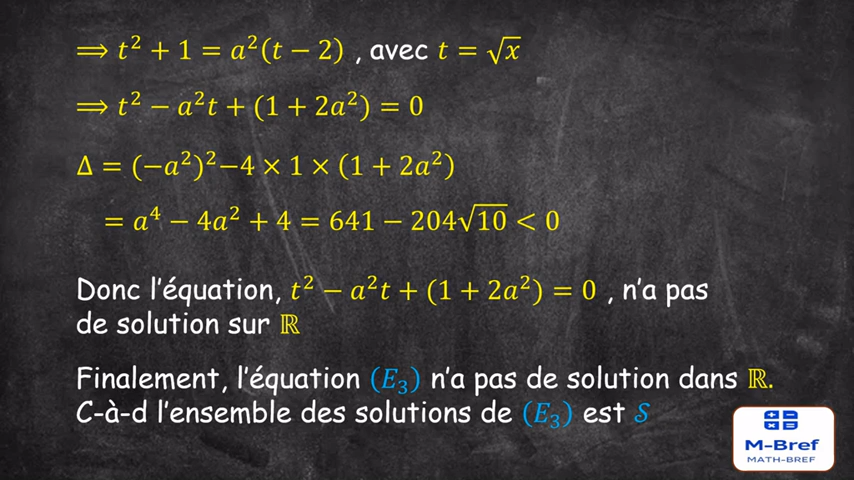 ⟹ t² + 1 = a²(t − 2) , avec t = √x
⟹ t² − a²t + (1 + 2a²) = 0
Δ = (−a²)²−4 × 1 × (1 + 2a²)
= a⁴ − 4a² + 4 = 641 − 204√10 < 0
Donc l'équation, t² − a²t + (1 + 2a²) = 0 , n'a pas
de solution sur ℝ
Finalement, l'équation (E₃) n'a pas de solution dans ℝ.
C-à-d l'ensemble des solutions de (E₃) est 𝒮
M-Bref
MATH-BREF